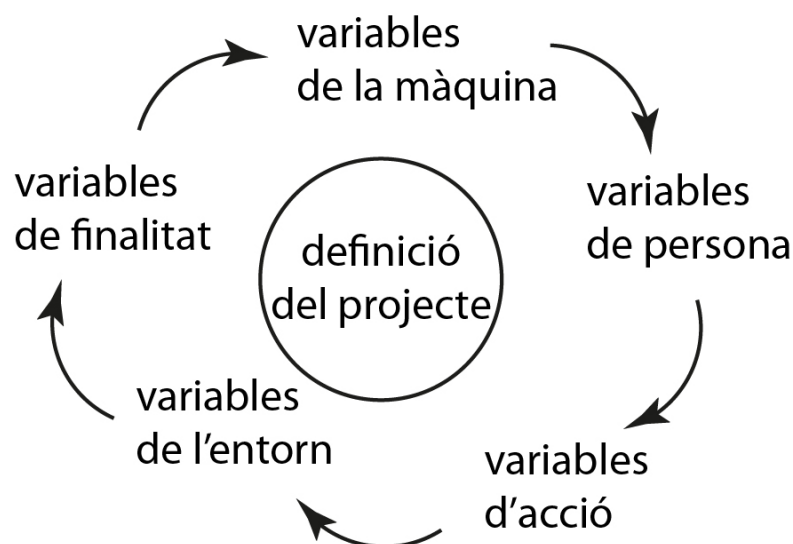 variables
de la màquina
variables
de persona
variables
d’acció
variables
de l’entorn
variables
de finalitat
definició
del projecte